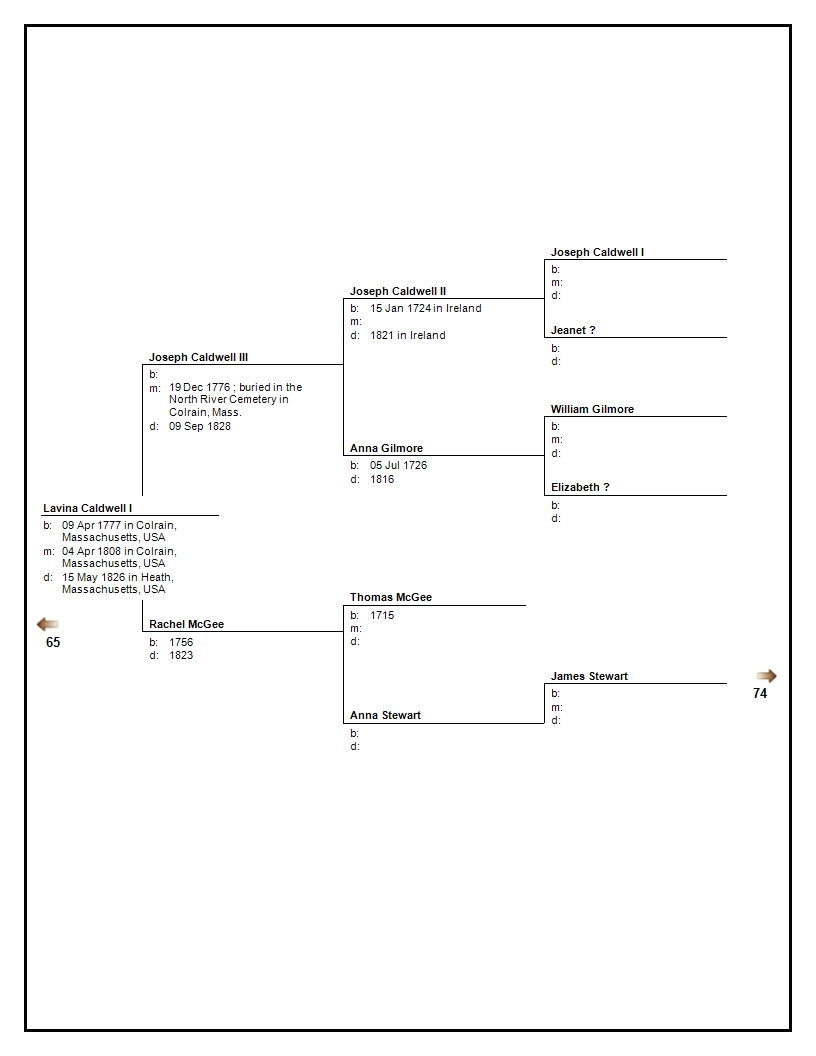 Joseph Caldwell I
b:
m:
d:
Joseph Caldwell II
b: 15 Jan 1724 in Ireland
m:
d: 1821 in Ireland
Jeanet ?
b:
d:
Joseph Caldwell III
b:
m: 19 Dec 1776 ; buried in the
North River Cemetery in
Colrain, Mass.
d: 09 Sep 1828
William Gilmore
b:
m:
d:
Anna Gilmore
b: 05 Jul 1726
d: 1816
Elizabeth ?
b:
d:
Lavina Caldwell I
b: 09 Apr 1777 in Colrain,
Massachusetts, USA
m: 04 Apr 1808 in Colrain,
Massachusetts, USA
d: 15 May 1826 in Heath,
Massachusetts, USA
65
Thomas McGee
b: 1715
m:
d:
Rachel McGee
b: 1756
d: 1823
James Stewart
b:
m:
d:
74
Anna Stewart
b:
d: